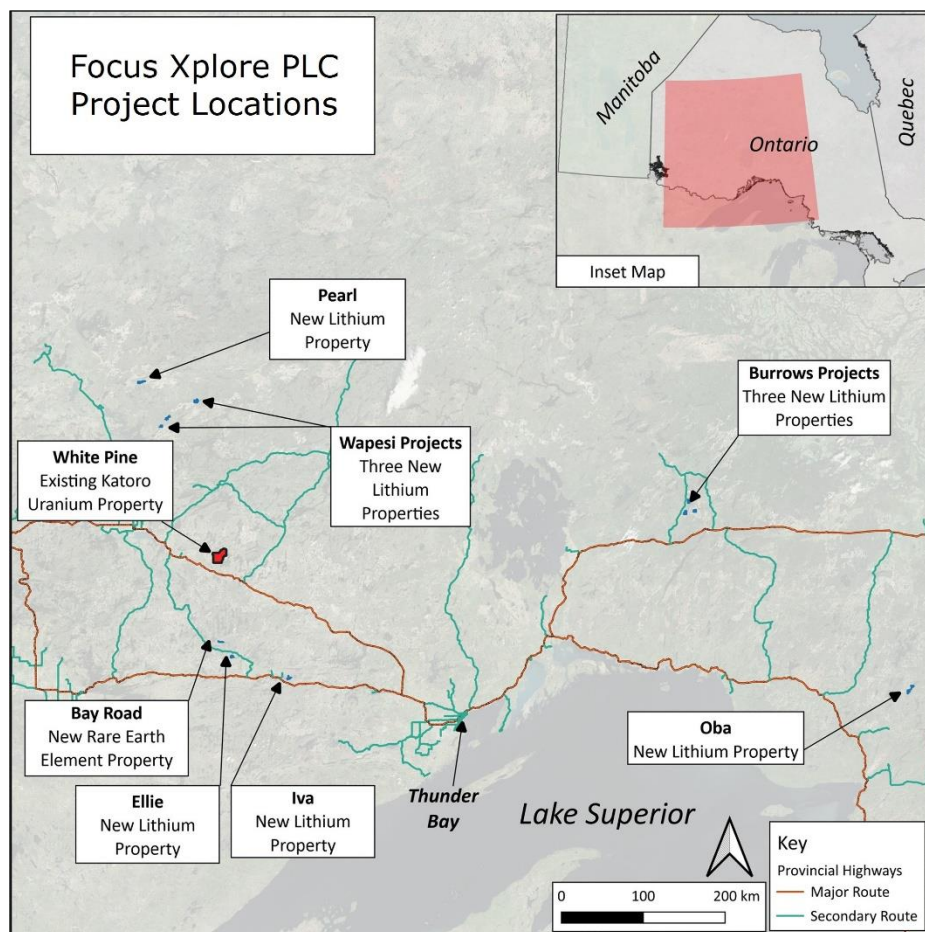 Focus Xplore PLC
Project Locations
Manitoba
Ontario
Quebec
Inset Map
Pearl
New Lithium
Property
Burrows Projects
Three New Lithium
Properties
White Pine
Existing Katoro
Uranium Property
Wapesi Projects
Three New
Lithium
Properties
Bay Road
New Rare Earth
Element Property
Ellie
New Lithium
Property
Iva
New Lithium
Property
Thunder
Bay
Oba
New Lithium Property
Lake Superior
0 100 200 km
Key
Provincial Highways
Major Route
Secondary Route